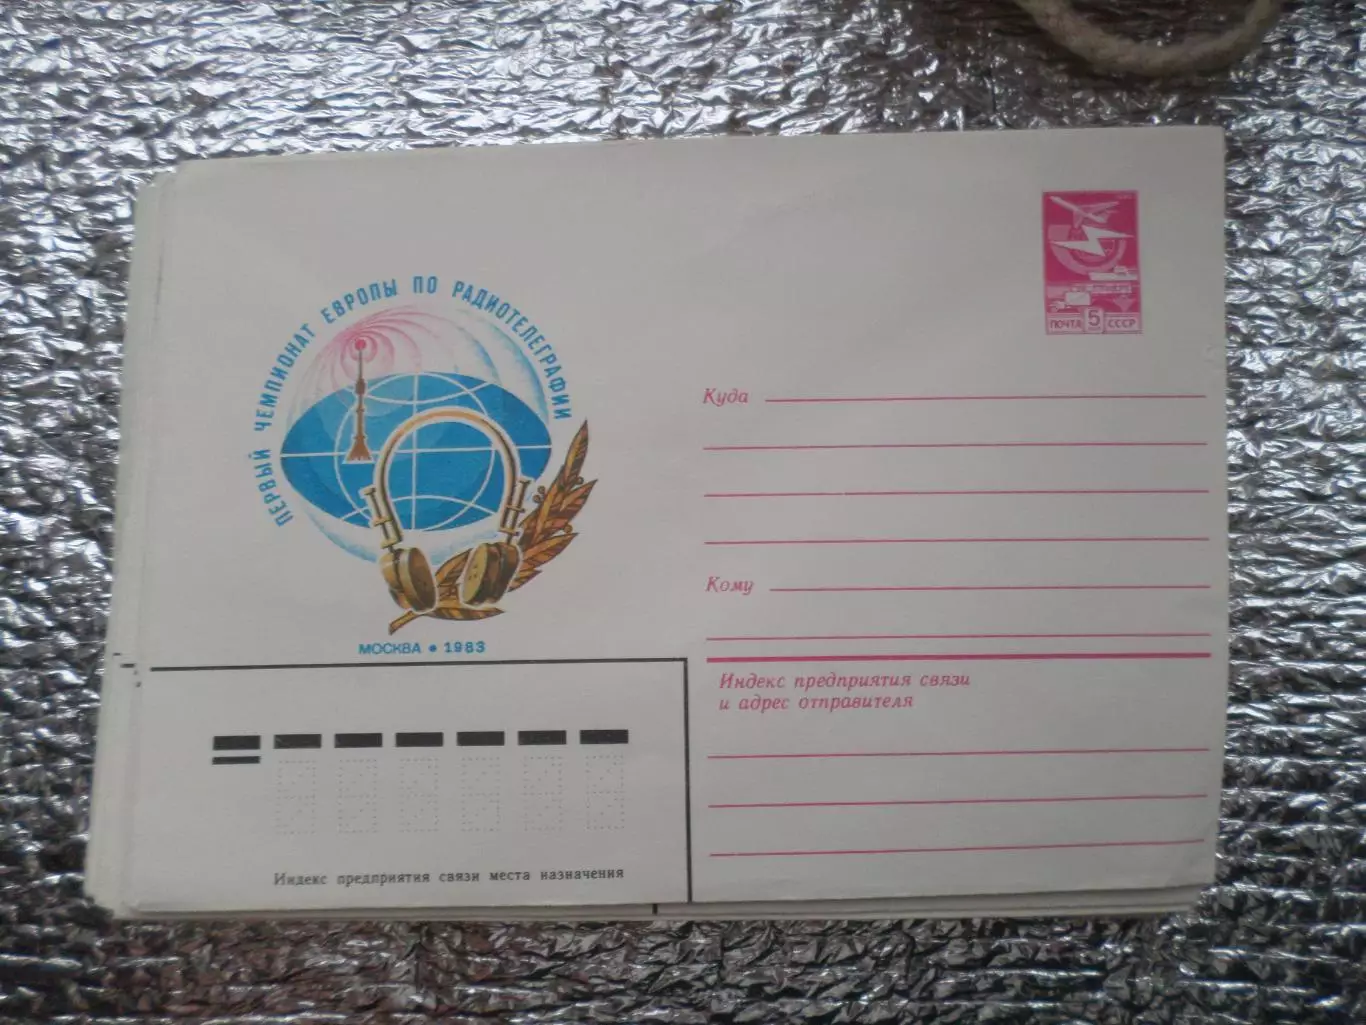 ПЕРВЫЙ ЧЕМПИОНАТ ЕВРОПЫ ПО РАДИОТЕЛЕГРАФИИ
МОСКВА • 1983
ПОЧТА 5 СССР
Куда
Кому
Индекс предприятия связи
и адрес отправителя
Индекс предприятия связи места назначения